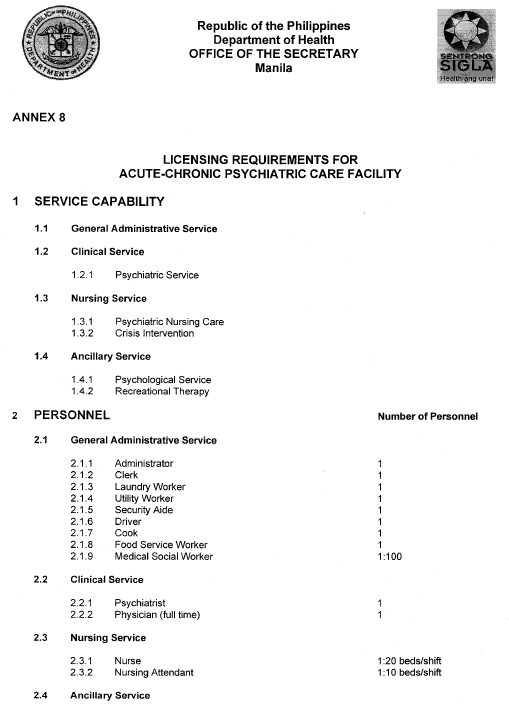 Republic of the Philippines
Department of Health
OFFICE OF THE SECRETARY
Manila
REPUBLIC OF THE PHILIPPINES
DEPARTMENT OF HEALTH
SENTRONG
SIGLA
Health ang una!
ANNEX 8
LICENSING REQUIREMENTS FOR
ACUTE-CHRONIC PSYCHIATRIC CARE FACILITY
1 SERVICE CAPABILITY
1.1 General Administrative Service
1.2 Clinical Service
1.2.1 Psychiatric Service
1.3 Nursing Service
1.3.1 Psychiatric Nursing Care
1.3.2 Crisis Intervention
1.4 Ancillary Service
1.4.1 Psychological Service
1.4.2 Recreational Therapy
2 PERSONNEL Number of Personnel
2.1 General Administrative Service
2.1.1 Administrator 1
2.1.2 Clerk 1
2.1.3 Laundry Worker 1
2.1.4 Utility Worker 1
2.1.5 Security Aide 1
2.1.6 Driver 1
2.1.7 Cook 1
2.1.8 Food Service Worker 1
2.1.9 Medical Social Worker 1:100
2.2 Clinical Service
2.2.1 Psychiatrist 1
2.2.2 Physician (full time) 1
2.3 Nursing Service
2.3.1 Nurse 1:20 beds/shift
2.3.2 Nursing Attendant 1:10 beds/shift
2.4 Ancillary Service